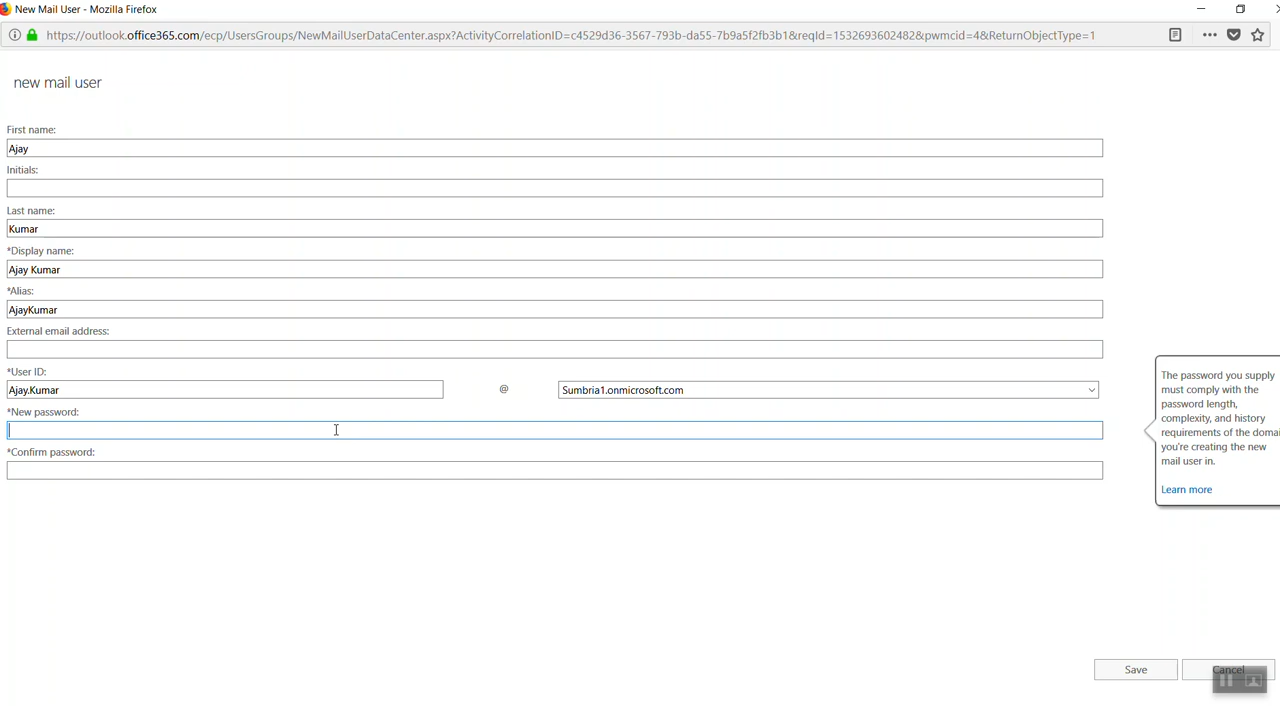 New Mail User - Mozilla Firefox
https://outlook.office365.com/ecp/UsersGroups/NewMailUserDataCenter.aspx?ActivityCorrelationID=c4529d36-3567-793b-da55-7b9a5f2fb3b1&reqId=1532693602482&pwmcid=4&ReturnObjectType=1
new mail user
First name:
Ajay
Initials:
Last name:
Kumar
*Display name:
Ajay Kumar
*Alias:
AjayKumar
External email address:
*User ID:
Ajay.Kumar @ Sumbria1.onmicrosoft.com
*New password:
*Confirm password:
The password you supply
must comply with the
password length,
complexity, and history
requirements of the domai
you're creating the new
mail user in.
Learn more
Save Cancel